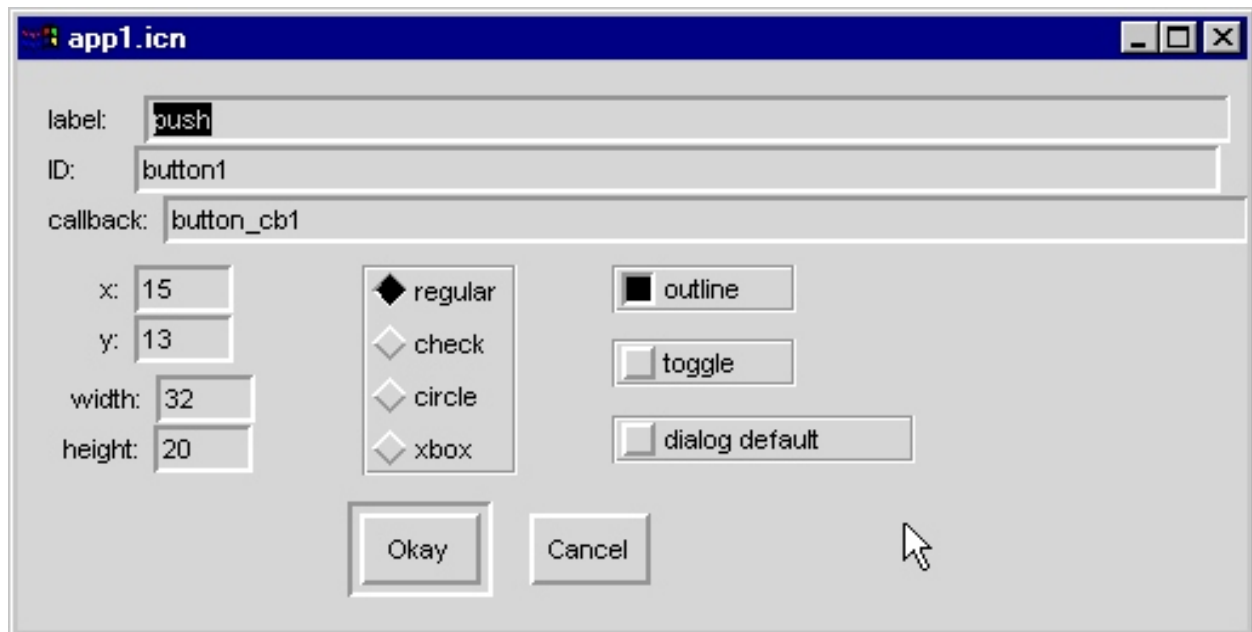 app1.icn
label: push
ID: button1
callback: button_cb1
x: 15 regular outline
y: 13 check toggle
width: 32 circle
height: 20 xbox dialog default
Okay Cancel